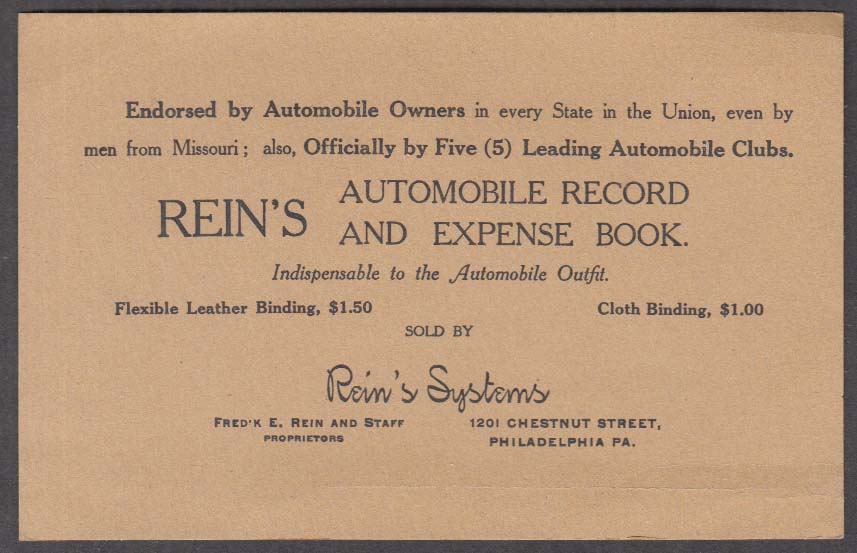 Endorsed by Automobile Owners in every State in the Union, even by
men from Missouri; also, Officially by Five (5) Leading Automobile Clubs.
REIN'S AUTOMOBILE RECORD
AND EXPENSE BOOK.
Indispensable to the Automobile Outfit.
Flexible Leather Binding, $1.50 Cloth Binding, $1.00
SOLD BY
Rein's Systems
FRED'K E. REIN AND STAFF 1201 CHESTNUT STREET,
PROPRIETORS PHILADELPHIA PA.